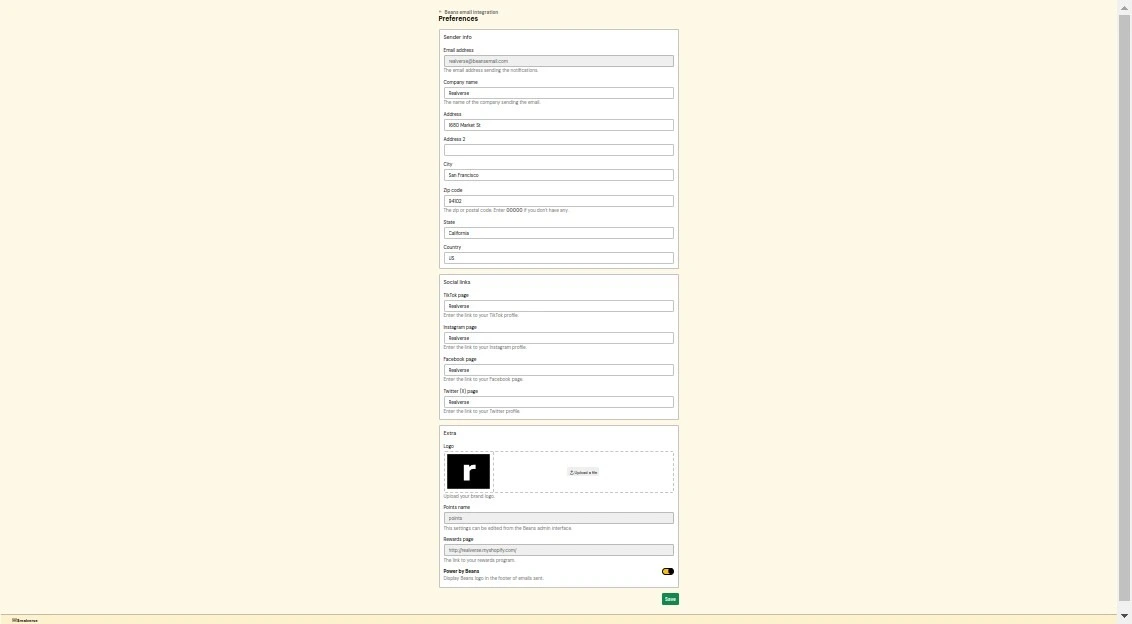 < Beans email integration
Preferences
Sender info
Email address
realverse@beansemail.com
The email address sending the notifications.
Company name
Realverse
The name of the company sending the email.
Address
1680 Market St
Address 2
City
San Francisco
Zip code
94102
The zip or postal code. Enter 00000 if you don't have any.
State
California
Country
US
Social links
TikTok page
Realverse
Enter the link to your TikTok profile.
Instagram page
Realverse
Enter the link to your Instagram profile.
Facebook page
Realverse
Enter the link to your Facebook page.
Twitter (X) page
Realverse
Enter the link to your Twitter profile.
Extra
Logo
r
Upload a file
Upload your brand logo.
Points name
points
This settings can be edited from the Beans admin interface.
Rewards page
http://realverse.myshopify.com/
The link to your rewards program.
Power by Beans
Display Beans logo in the footer of emails sent.
Save
Realverse